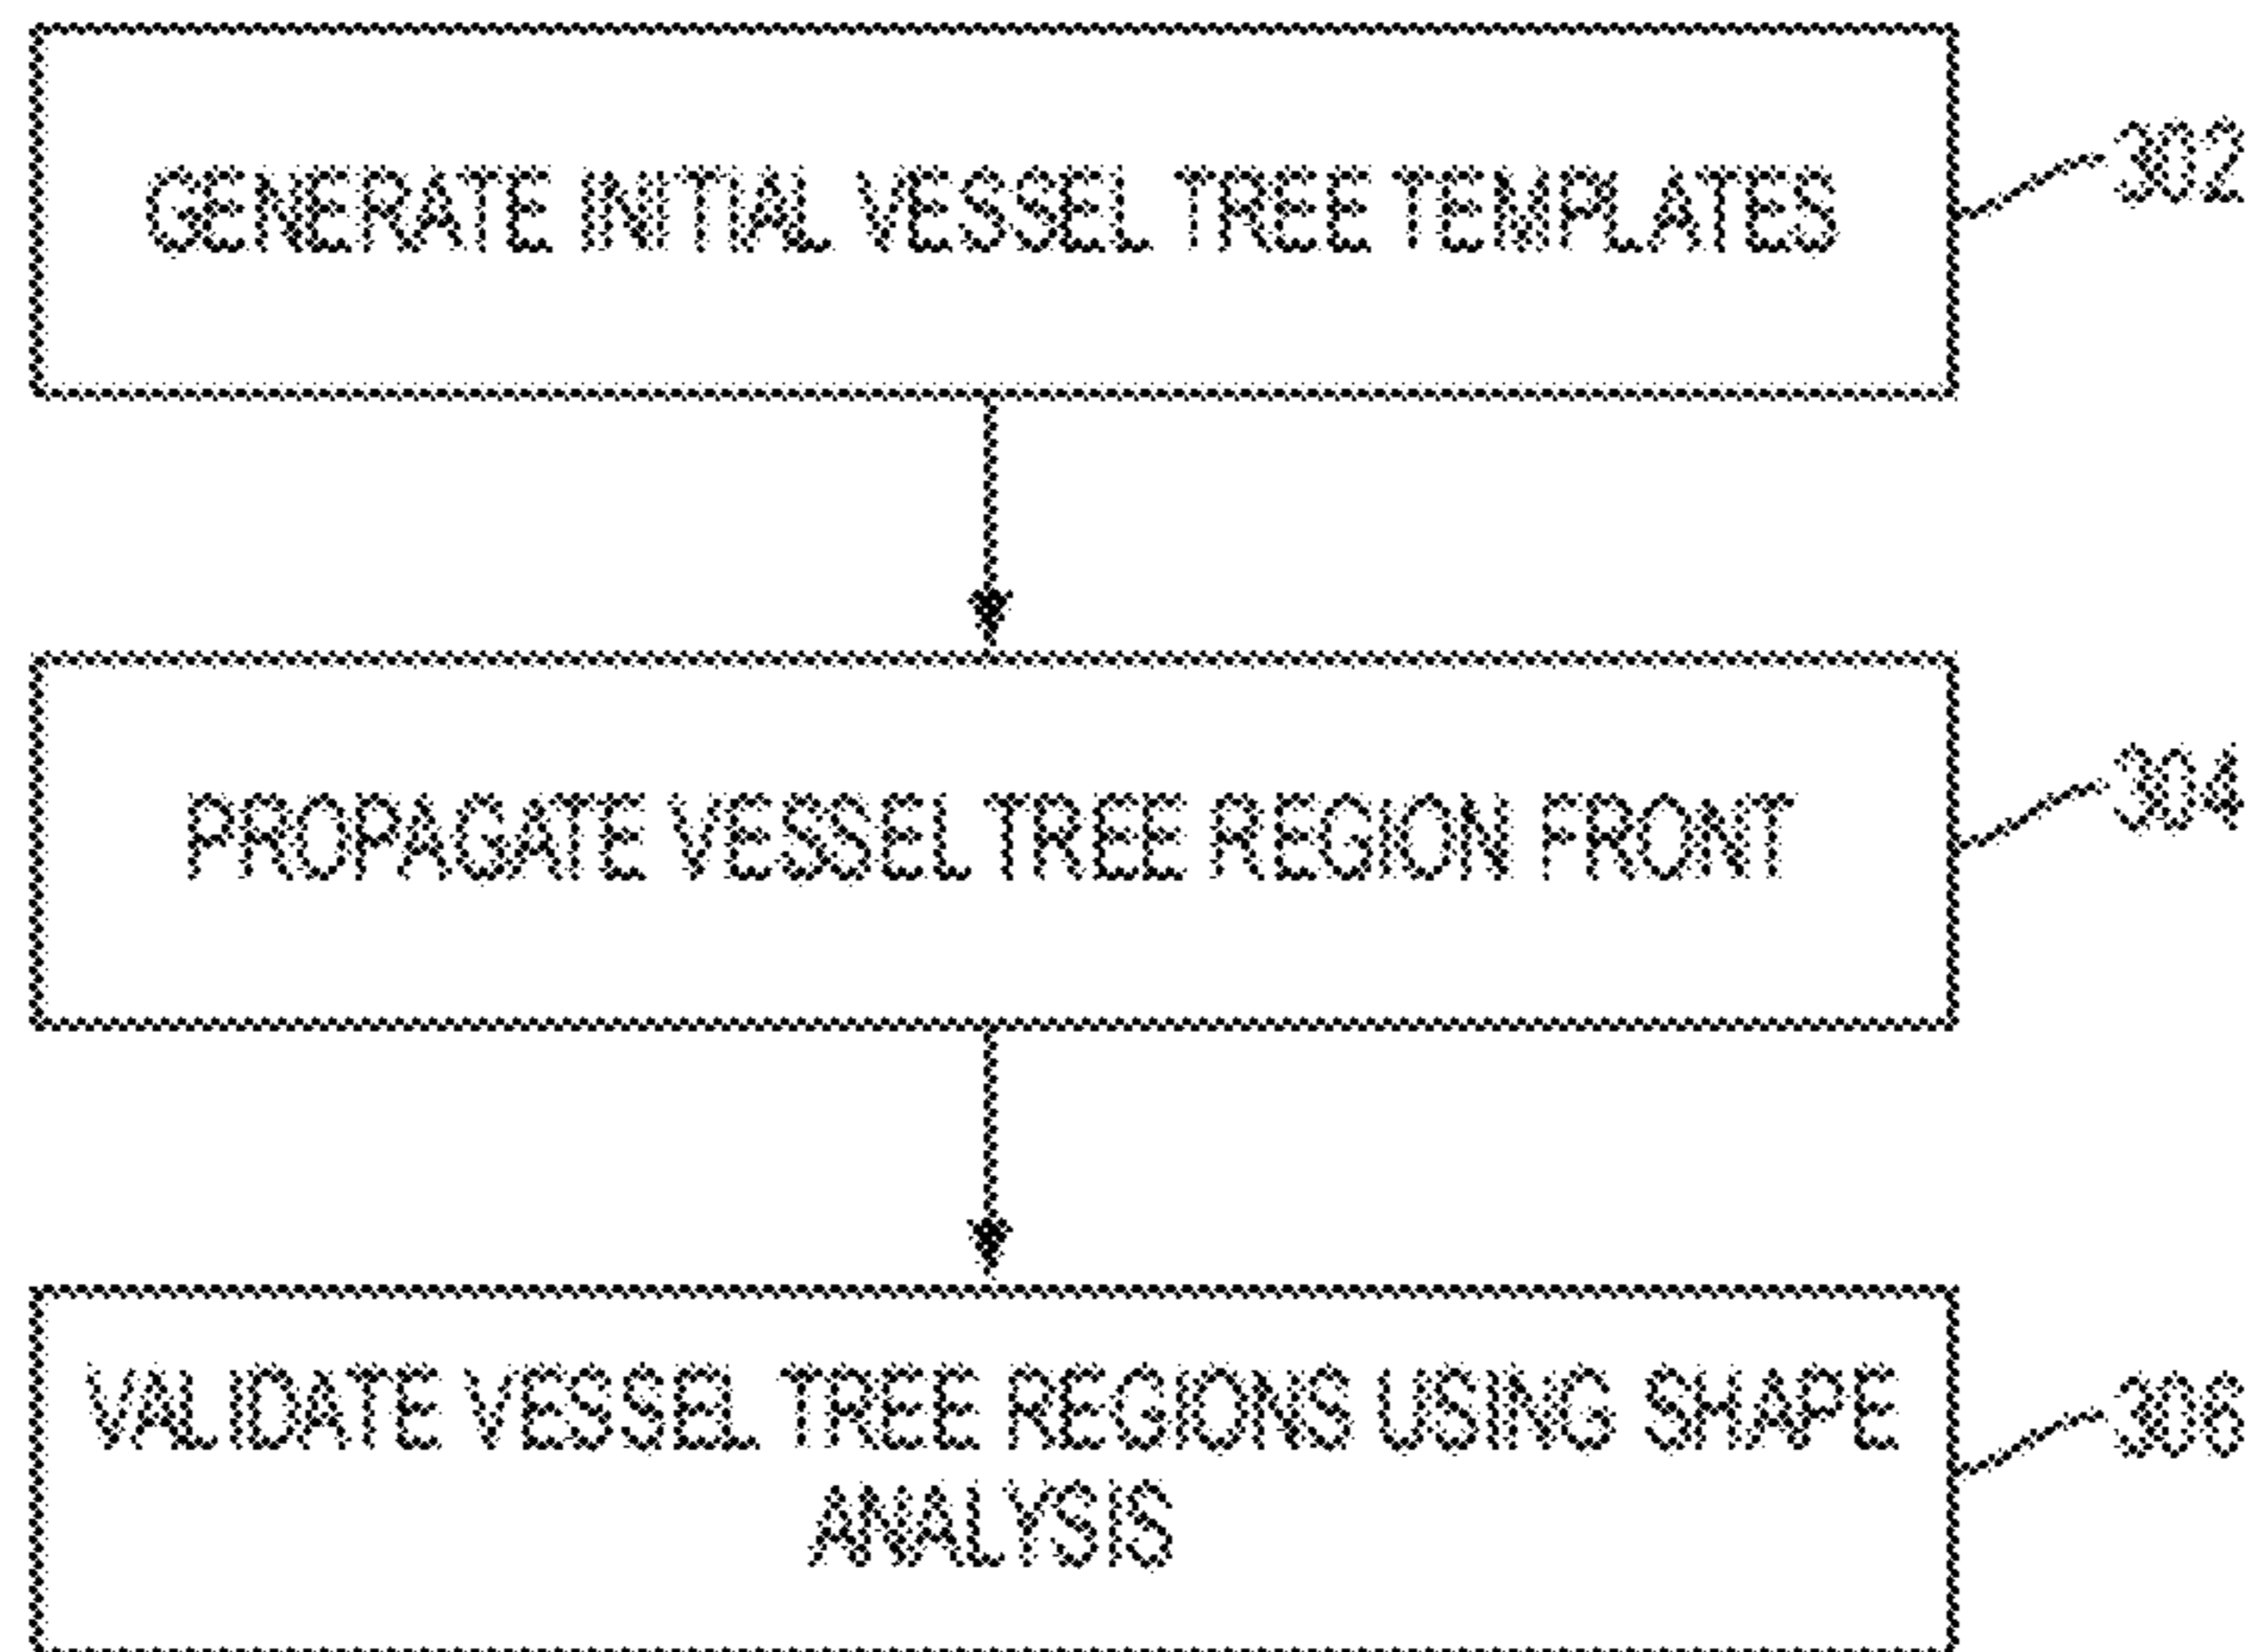 GENERATE INITIAL VESSEL TREE TEMPLATES
302
PROPAGATE VESSEL TREE REGION FRONT
304
VALIDATE VESSEL TREE REGIONS USING SHAPE
ANALYSIS
306